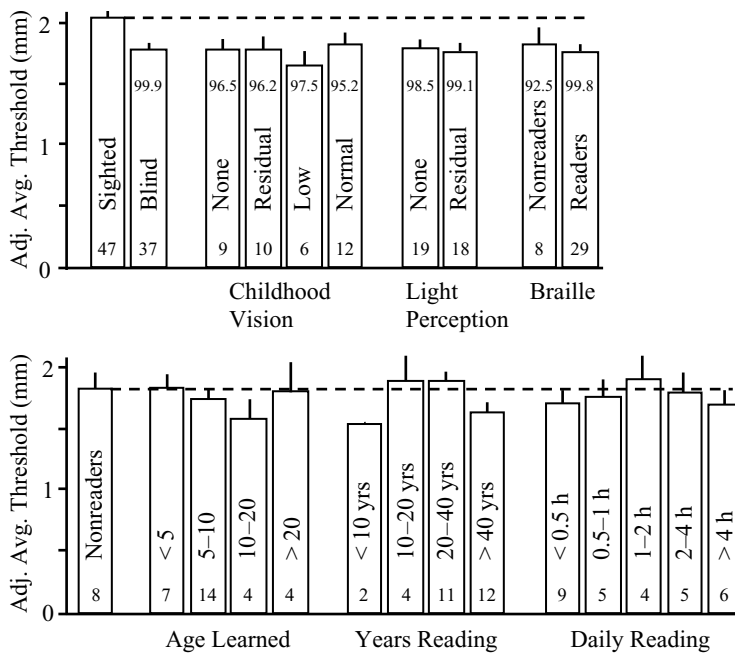 Adj. Avg. Threshold (mm)
2
1
0
Sighted
47
99.9
Blind
37
96.5
None
9
96.2
Residual
10
97.5
Low
6
95.2
Normal
12
98.5
None
19
99.1
Residual
18
92.5
Nonreaders
8
99.8
Readers
29
Childhood
Vision
Light
Perception
Braille
Adj. Avg. Threshold (mm)
2
1
0
Nonreaders
8
< 5
7
5–10
14
10–20
4
> 20
4
< 10 yrs
2
10–20 yrs
4
20–40 yrs
11
> 40 yrs
12
< 0.5 h
9
0.5–1 h
5
1–2 h
4
2–4 h
5
> 4 h
6
Age Learned
Years Reading
Daily Reading